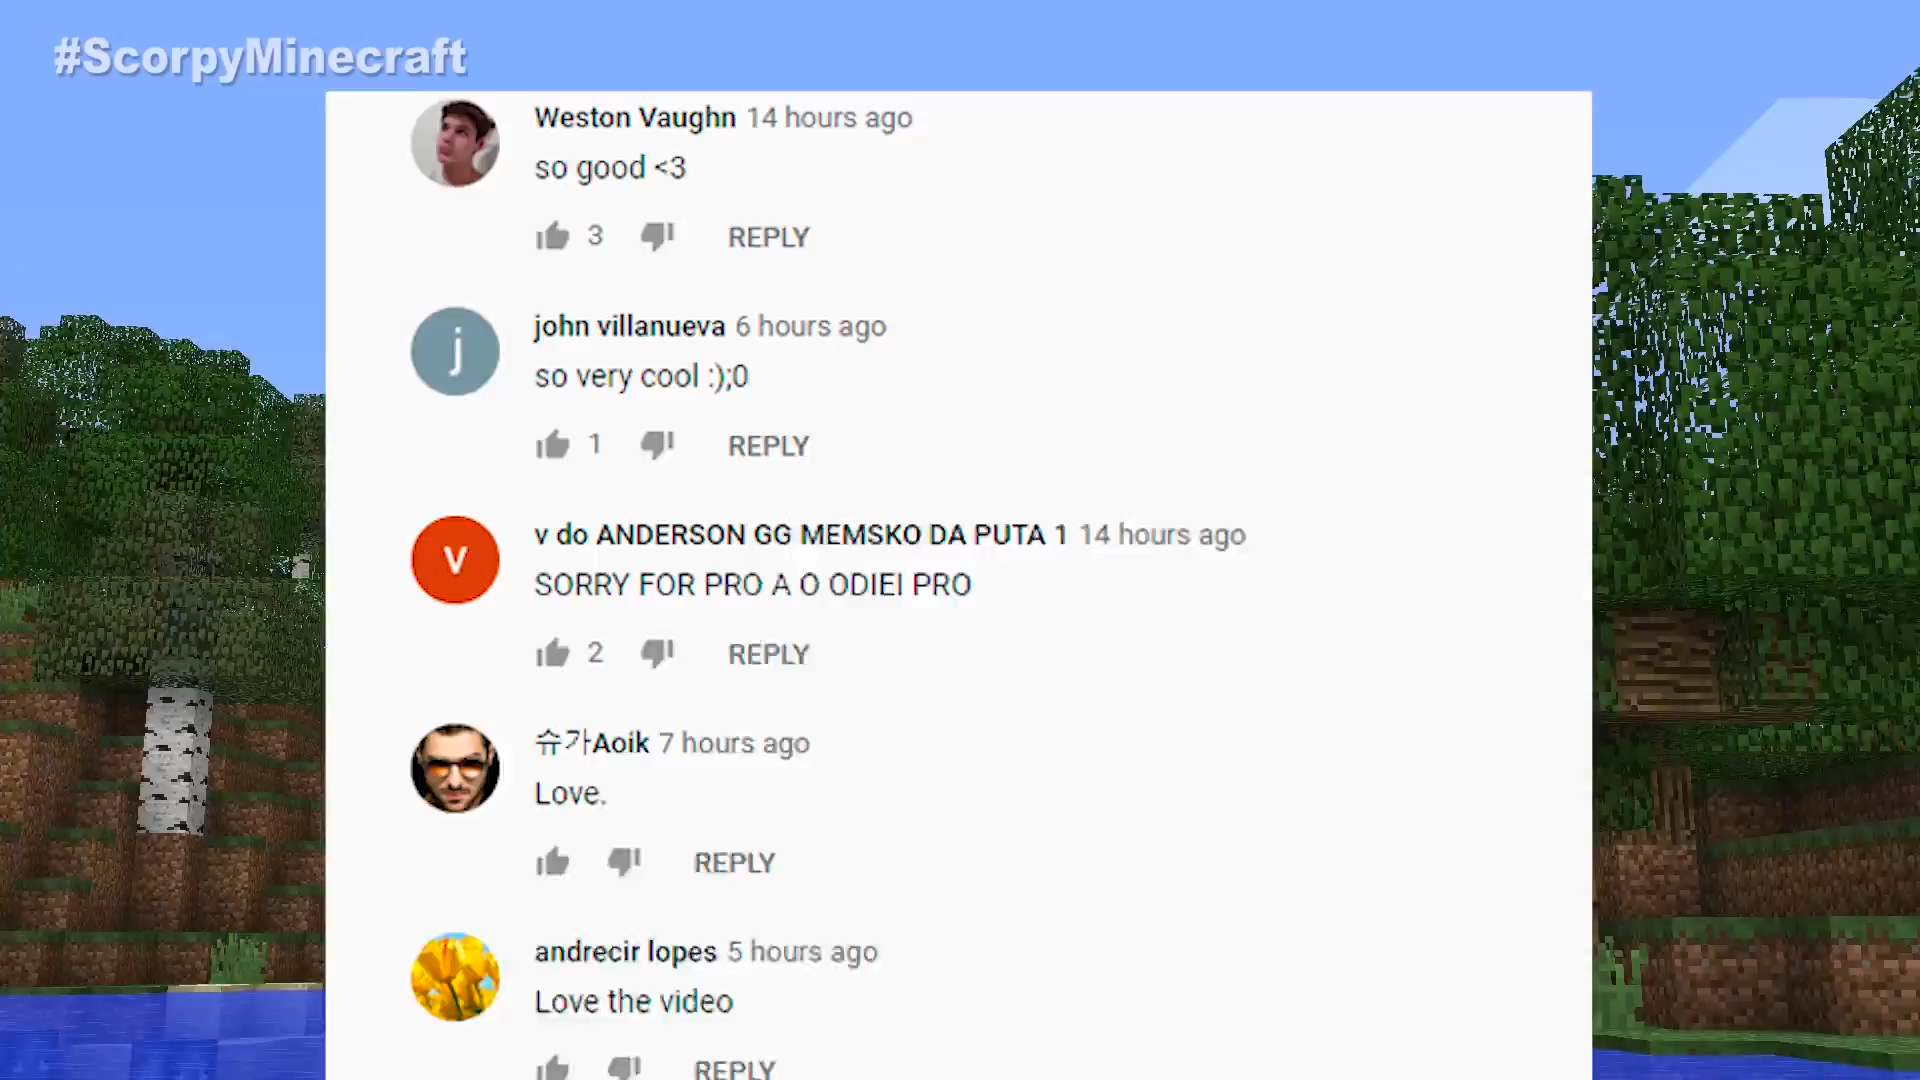 #ScorpyMinecraft
Weston Vaughn 14 hours ago
so good <3
3 REPLY
j
john villanueva 6 hours ago
so very cool :);0
1 REPLY
v
v do ANDERSON GG MEMSKO DA PUTA 1 14 hours ago
SORRY FOR PRO A O ODIEI PRO
2 REPLY
슈가Aoik 7 hours ago
Love.
REPLY
andrecir lopes 5 hours ago
Love the video
REPLY